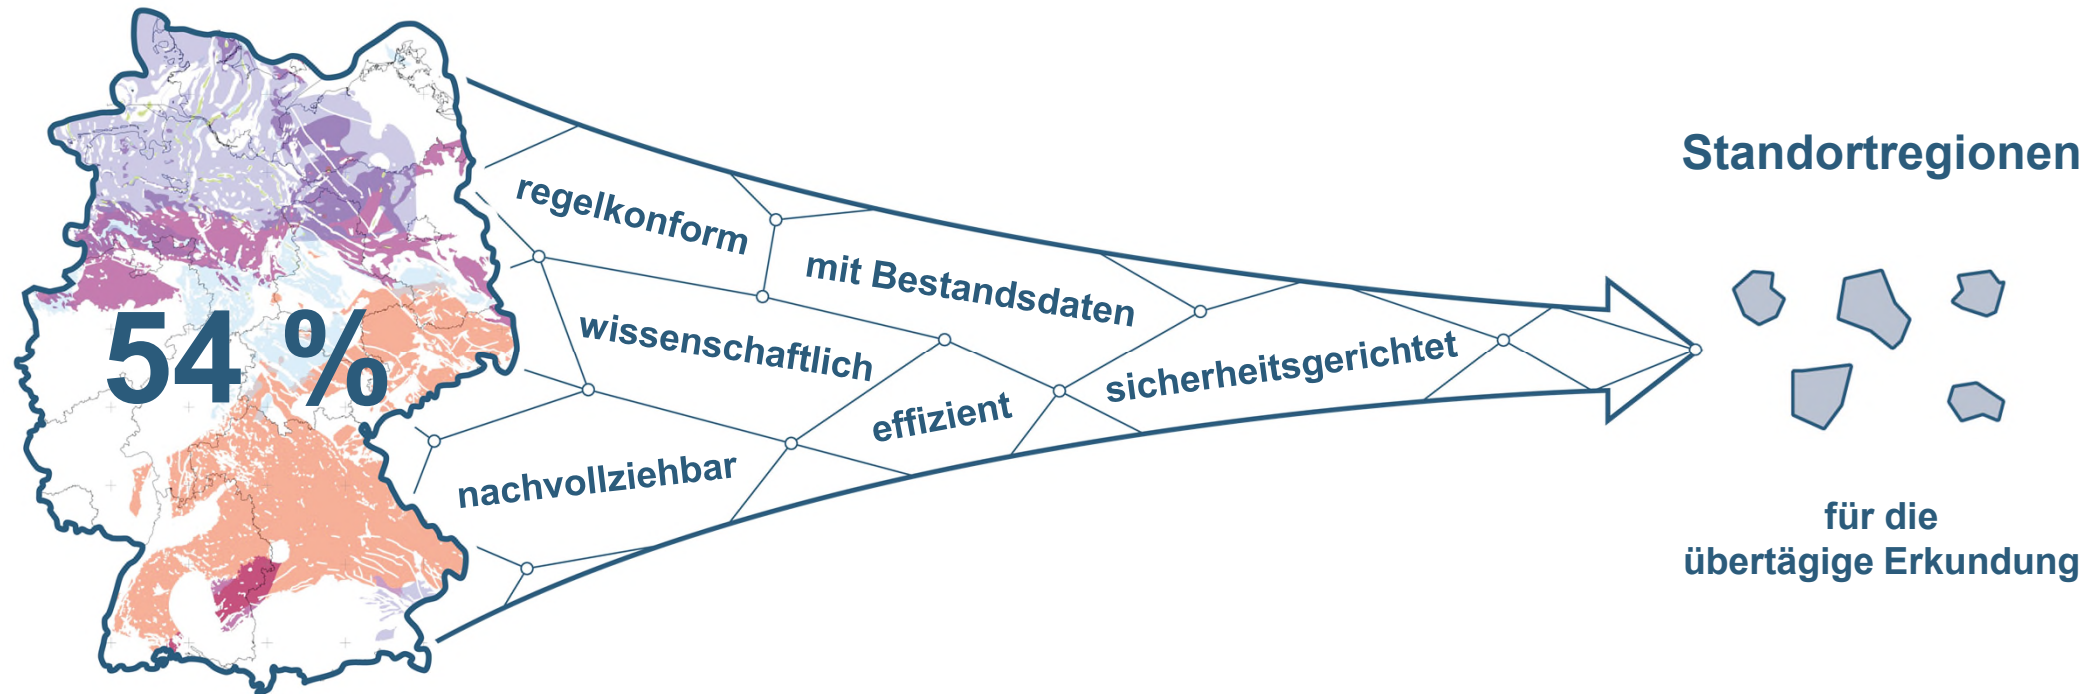 54 %
regelkonform
mit Bestandsdaten
wissenschaftlich
sicherheitsgerichtet
effizient
nachvollziehbar
Standortregionen
für die
übertägige Erkundung